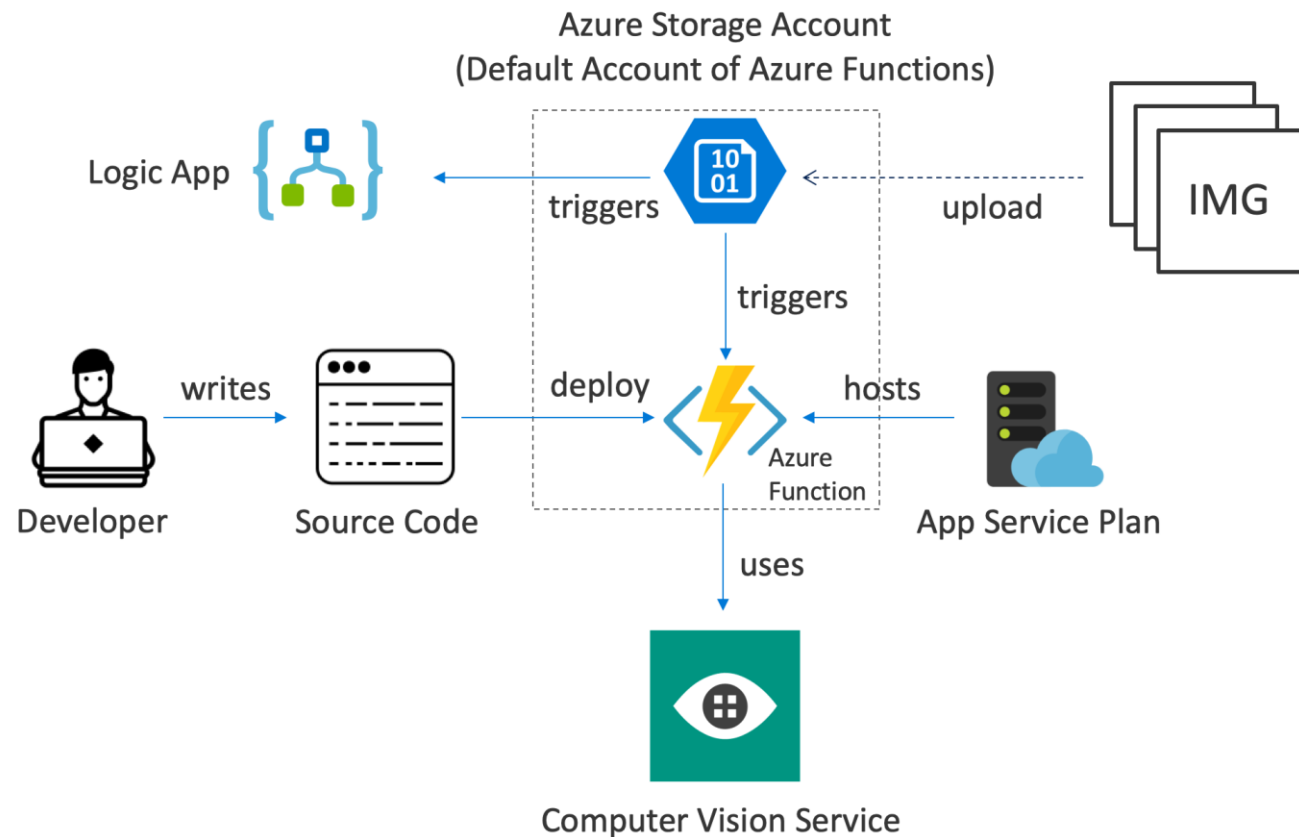 Azure Storage Account
(Default Account of Azure Functions)
Logic App
10
01
triggers
upload
IMG
triggers
writes
deploy
hosts
Azure
Function
Developer
Source Code
App Service Plan
uses
Computer Vision Service